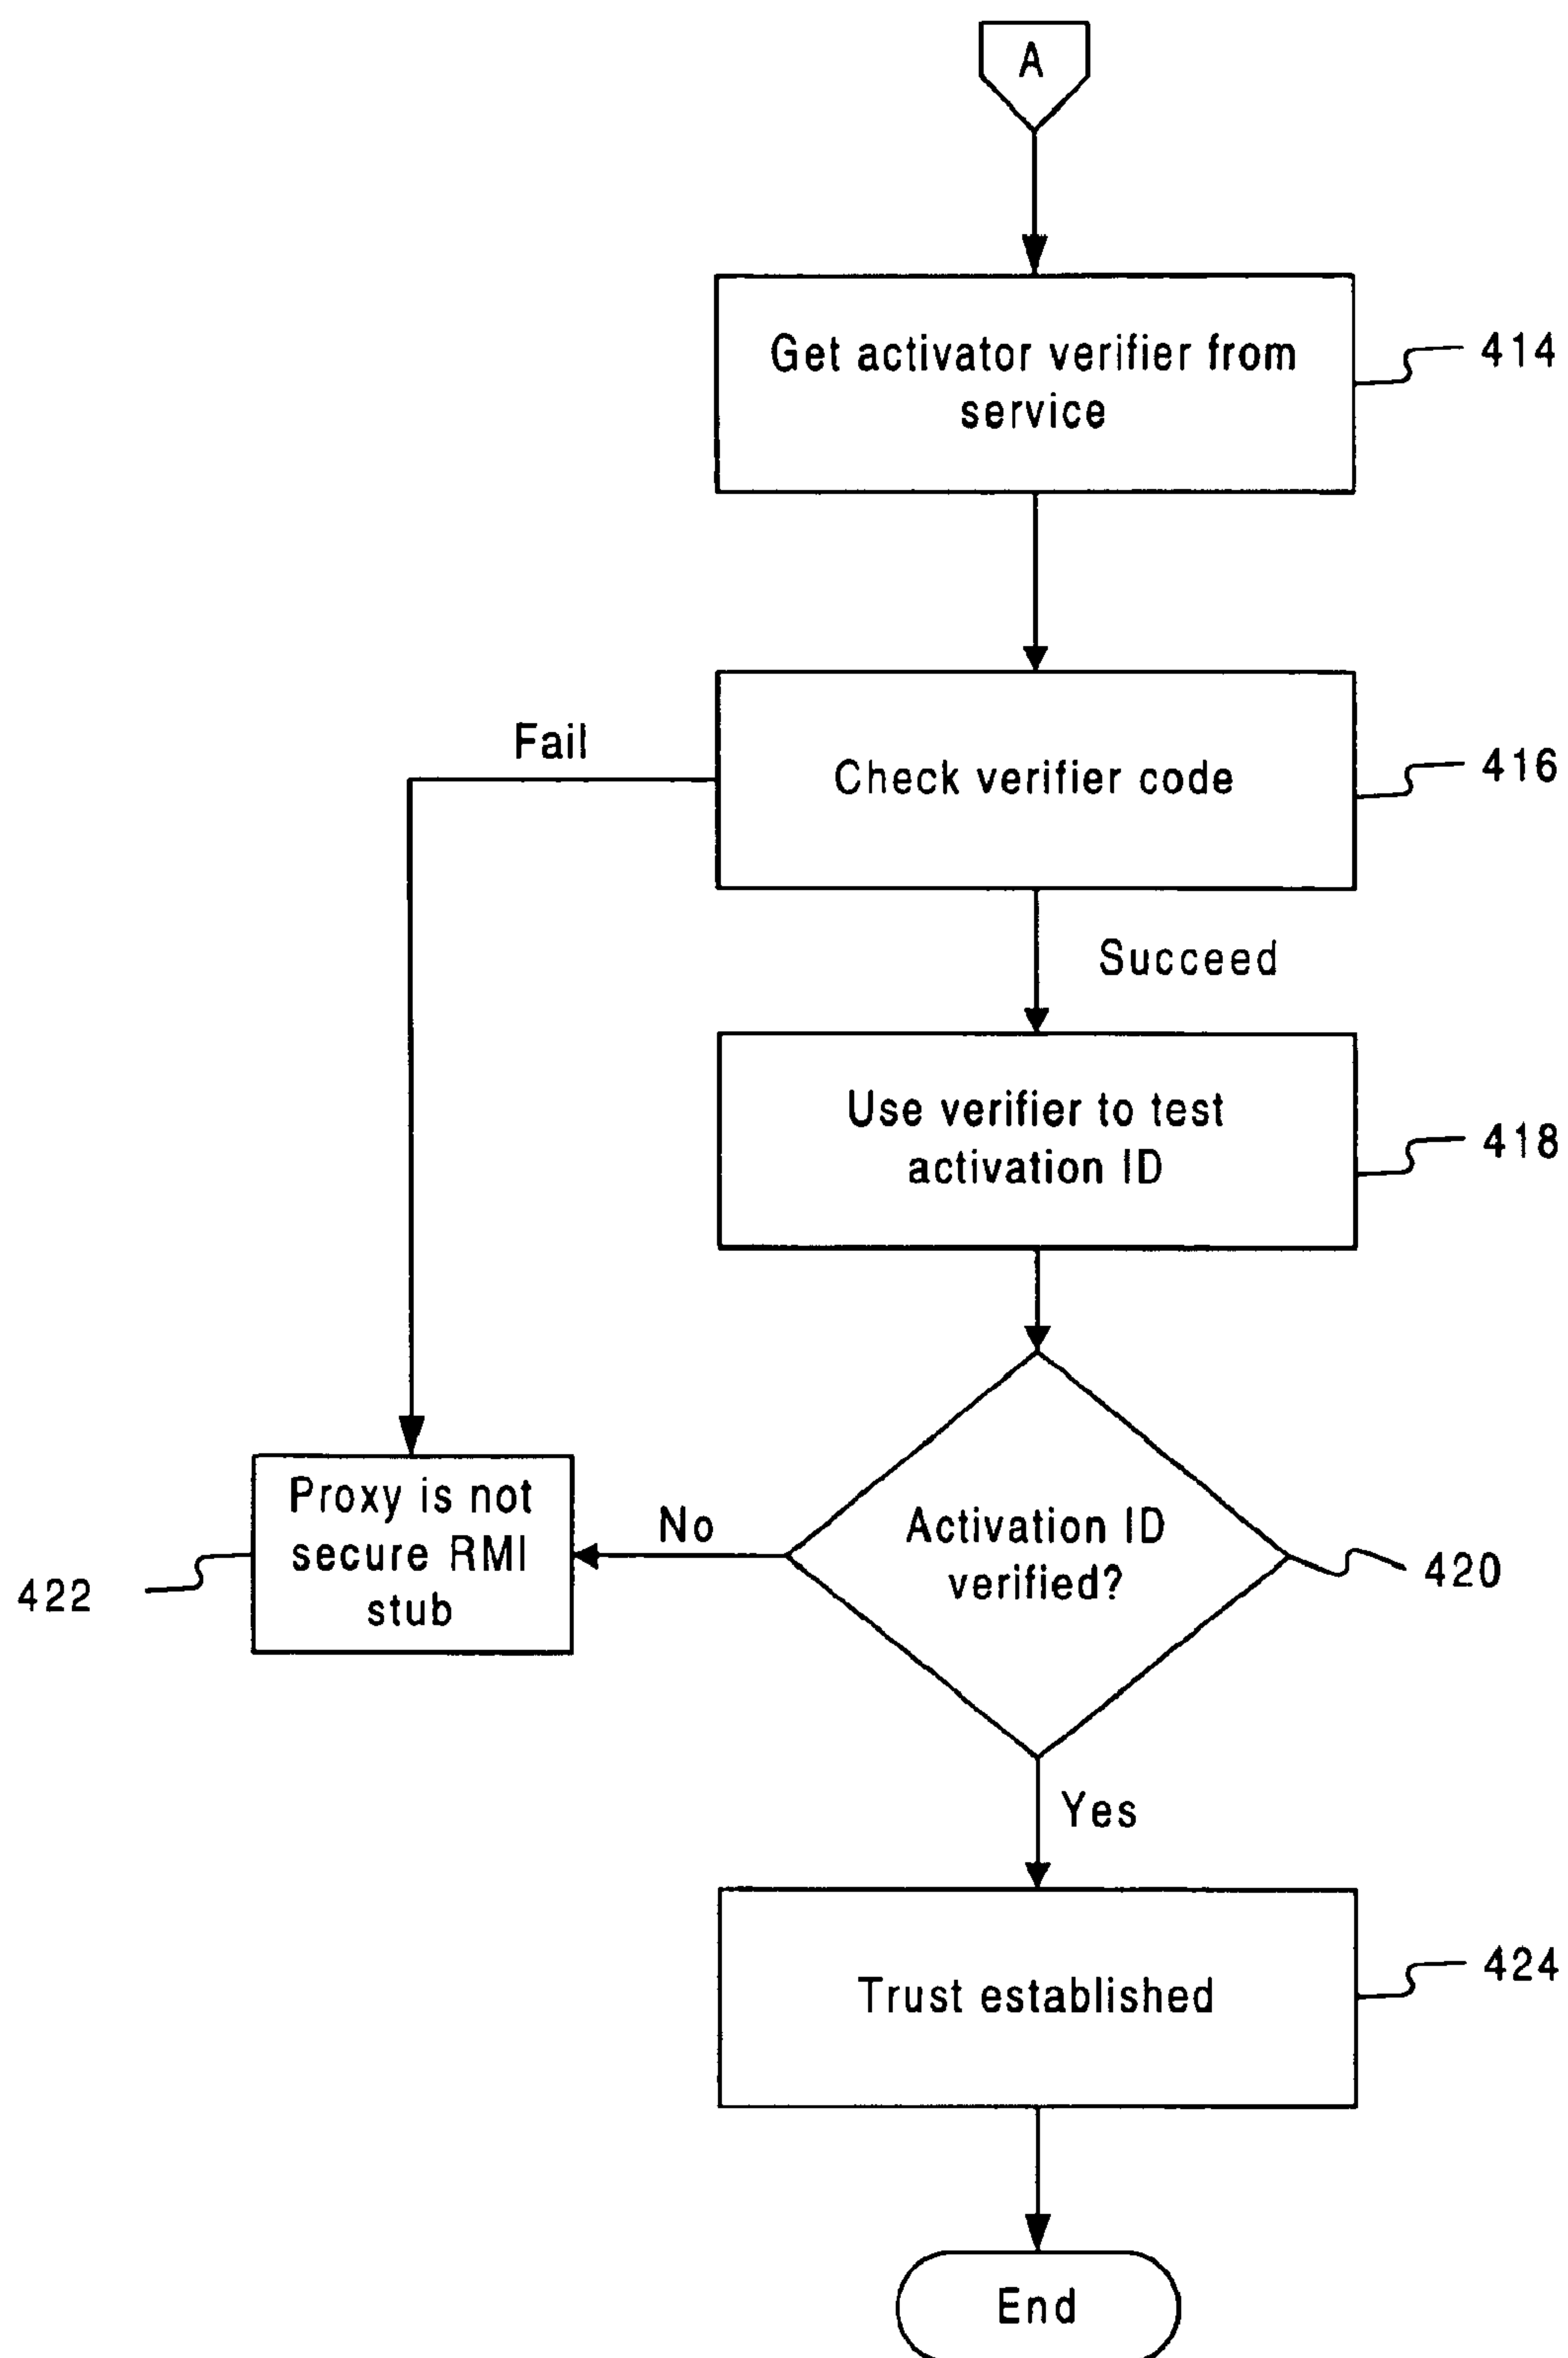 A
Get activator verifier from
service
414
Fail
Check verifier code
416
Succeed
Use verifier to test
activation ID
418
Proxy is not
secure RMI
stub
422
No
Activation ID
verified?
420
Yes
Trust established
424
End